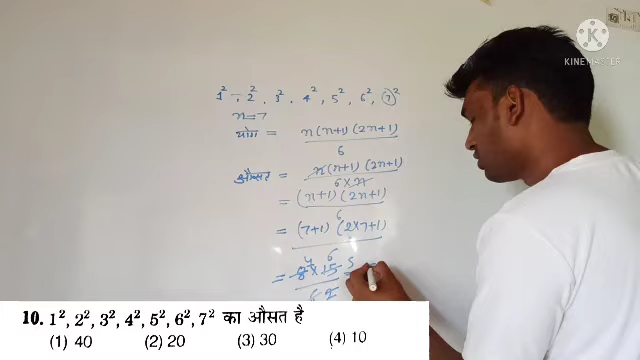 KINEMASTER
1², 2², 3², 4², 5², 6², 7²
n=7
योग = n(n+1)(2n+1)
6
औसत = n(n+1)(2n+1)
6×n
= (n+1)(2n+1)
6
= (7+1)(2×7+1)
6
= 8×15
10. 1², 2², 3², 4², 5², 6², 7² का औसत है
(1) 40 (2) 20 (3) 30 (4) 10